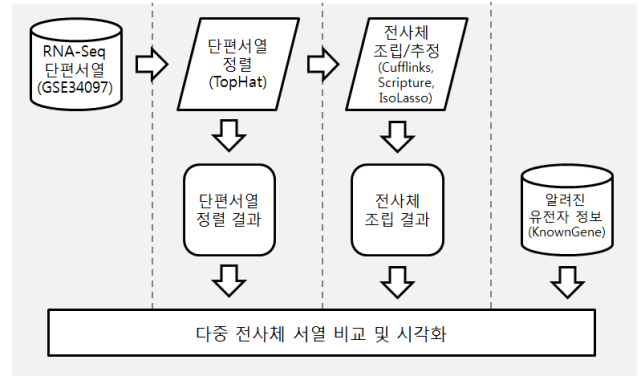 RNA-Seq
단편서열
(GSE34097)
단편서열
정렬
(TopHat)
전사체
조립/추정
(Cufflinks,
Scripture,
IsoLasso)
단편서열
정렬 결과
전사체
조립 결과
알려진
유전자 정보
(KnownGene)
다중 전사체 서열 비교 및 시각화